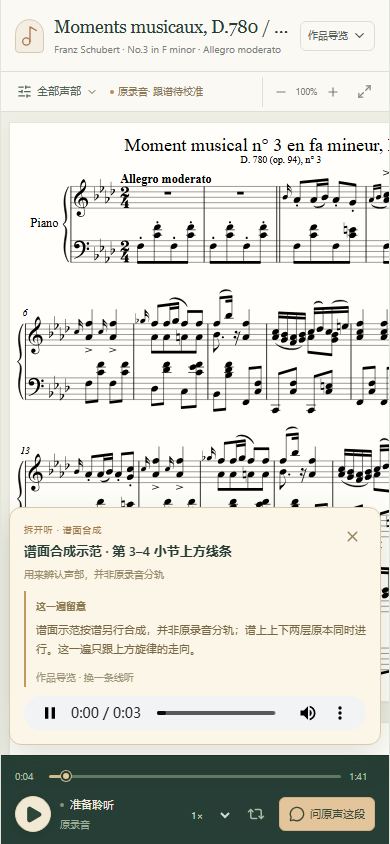 Moments musicaux, D.780 / ...
Franz Schubert · No.3 in F minor · Allegro moderato
作品导览
全部声部
原录音· 跟谱待校准
100%
Moment musical n° 3 en fa mineur,
D. 780 (op. 94), n° 3
Allegro moderato
Piano
6
13
拆开听 · 谱面合成
谱面合成示范 · 第 3–4 小节上方线条
用来辨认声部，并非原录音分轨
这一遍留意
谱面示范按谱另行合成，并非原录音分轨；谱上上下两层原本同时进
行。这一遍只跟上方旋律的走向。
作品导览 · 换一条线听
0:00 / 0:03
0:04
1:41
准备聆听
原录音
1×
问原声这段